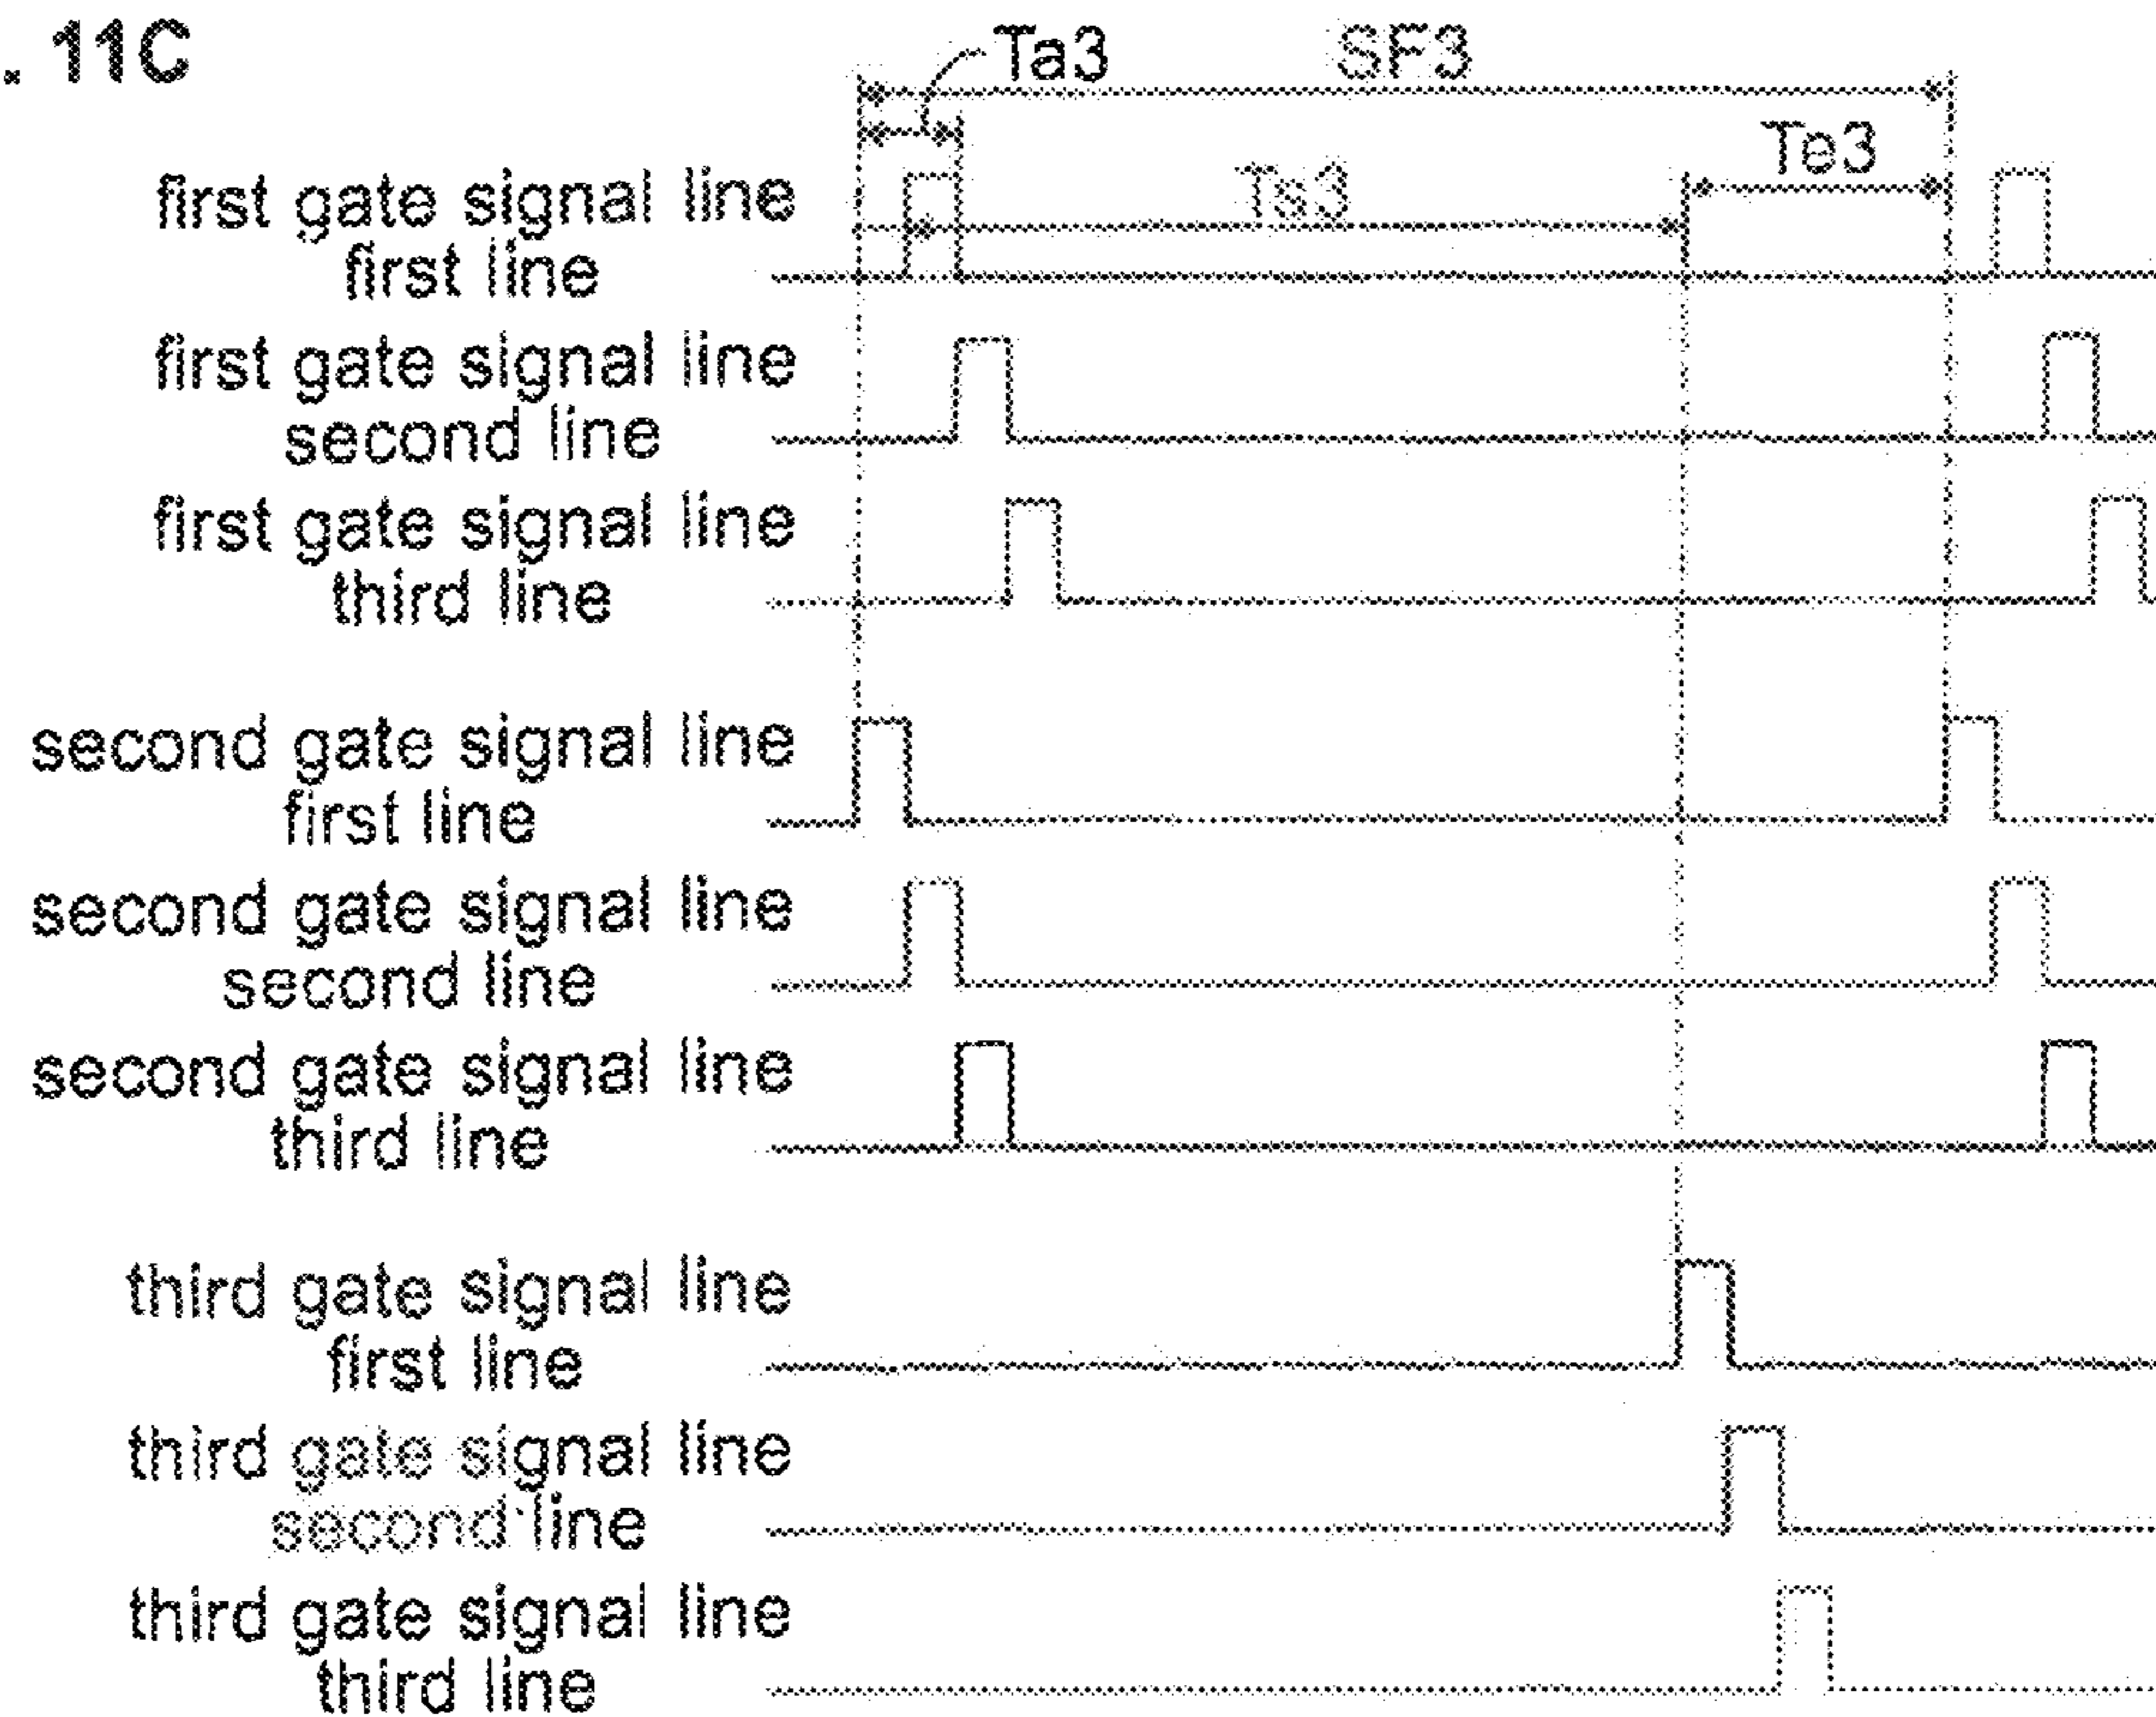 . 11C
Ta3
SF3
Te3
Ts3
first gate signal line
first line
first gate signal line
second line
first gate signal line
third line
second gate signal line
first line
second gate signal line
second line
second gate signal line
third line
third gate signal line
first line
third gate signal line
second line
third gate signal line
third line